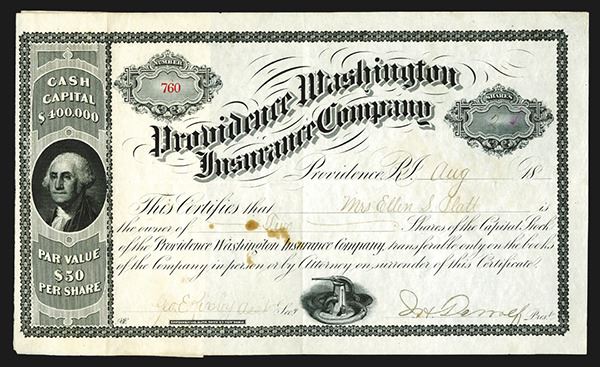 CASH
CAPITAL
$400,000
PAR VALUE
$50
PER SHARE
NUMBER
760
Providence Washington
Insurance Company
SHARES
Providence, R.I. Aug 18
This Certifies that Mrs Ellen S. is
the owner of Five Shares of the Capital Stock
of the Providence Washington Insurance Company, transferable only on the books
of the Company in person or by Attorney on surrender of this Certificate.
Secy
Prest